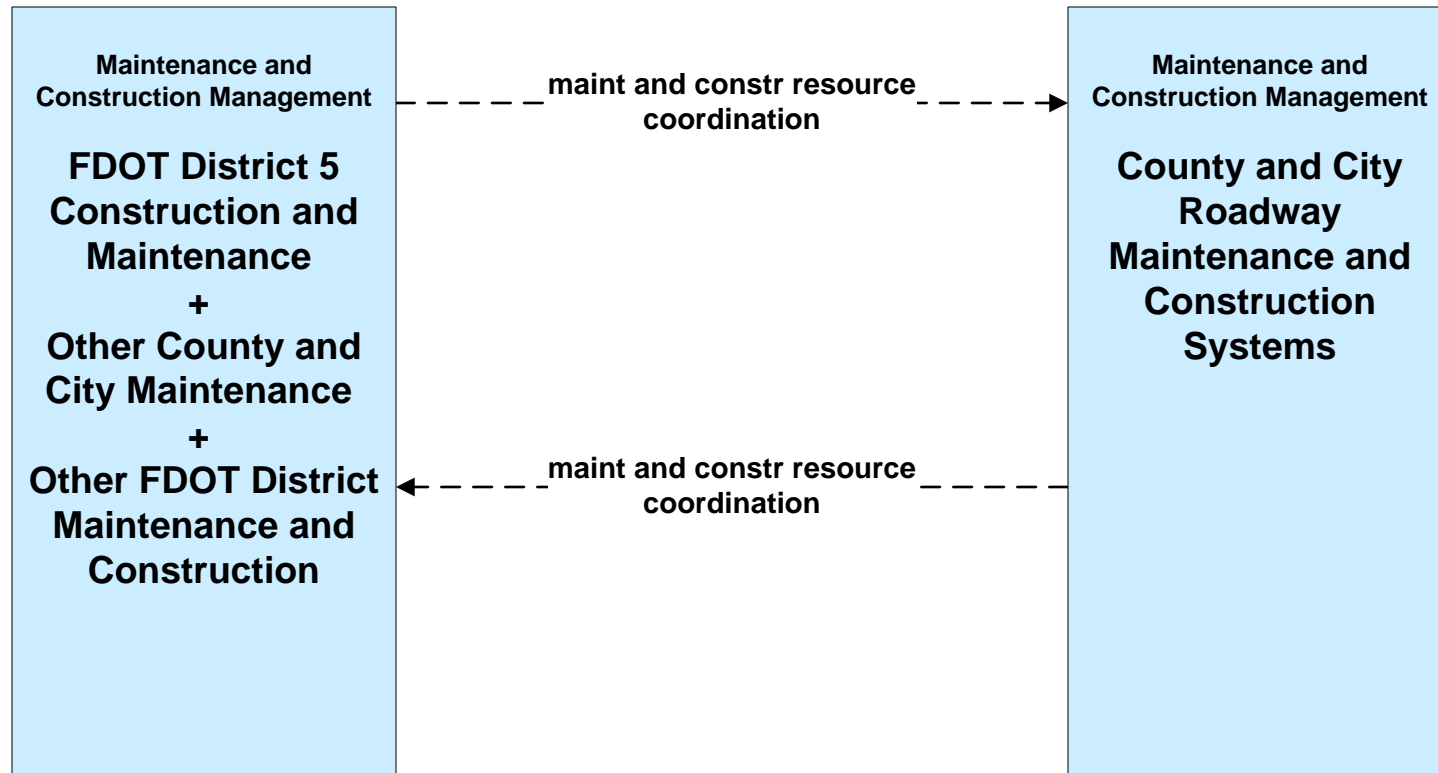 Maintenance and
Construction Management
FDOT District 5
Construction and
Maintenance
+
Other County and
City Maintenance
+
Other FDOT District
Maintenance and
Construction
maint and constr resource
coordination
maint and constr resource
coordination
Maintenance and
Construction Management
County and City
Roadway
Maintenance and
Construction
Systems